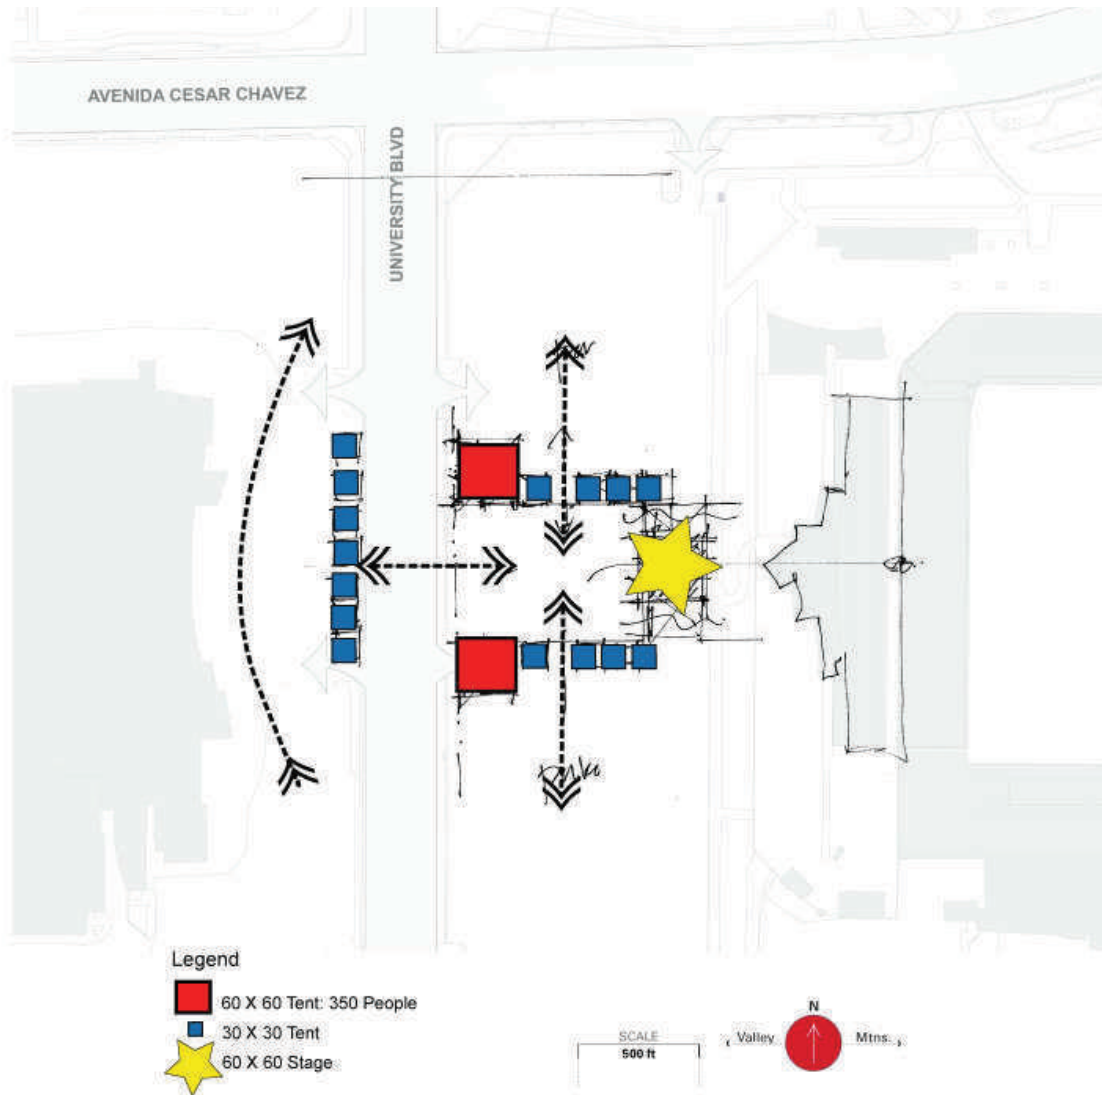 AVENIDA CESAR CHAVEZ
UNIVERSITY BLVD
Legend
60 X 60 Tent: 350 People
30 X 30 Tent
60 X 60 Stage
SCALE
500 ft
N
Valley
Mtns.